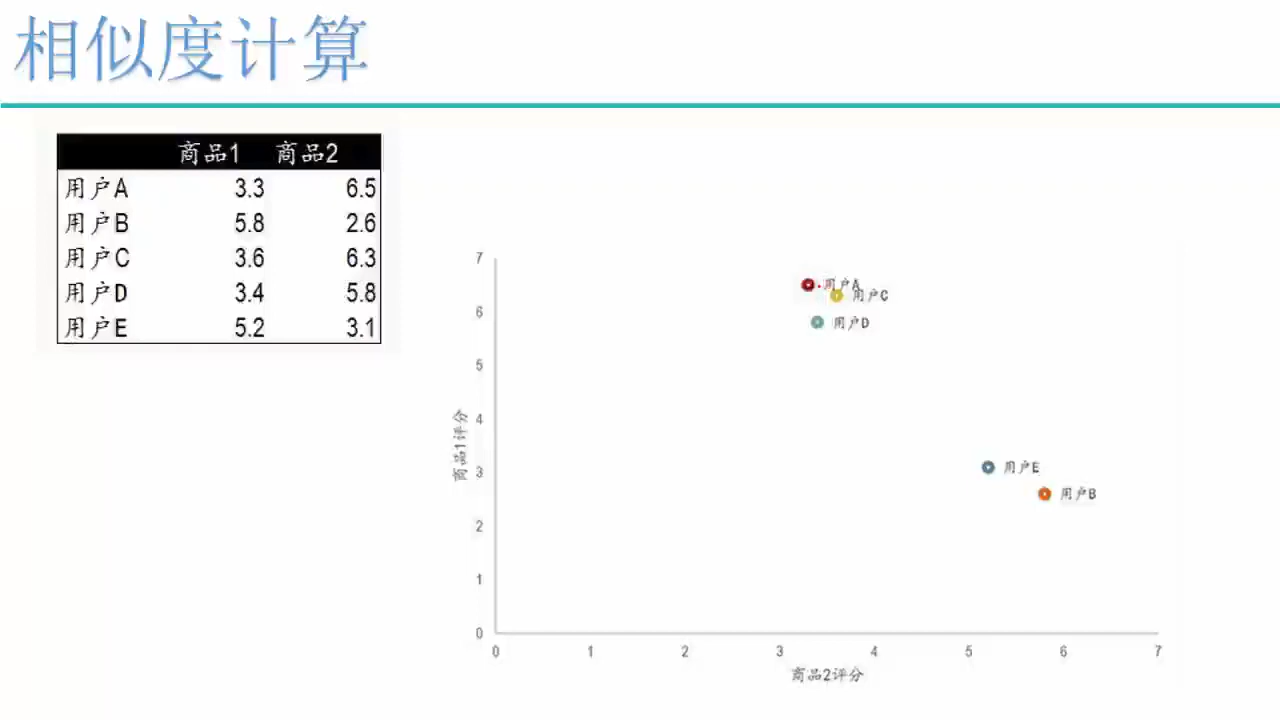 相似度计算
商品1 商品2
用户A 3.3 6.5
用户B 5.8 2.6
用户C 3.6 6.3
用户D 3.4 5.8
用户E 5.2 3.1
7
6
5
4
3
2
1
0
商品1评分
用户A
用户C
用户D
用户E
用户B
0 1 2 3 4 5 6 7
商品2评分